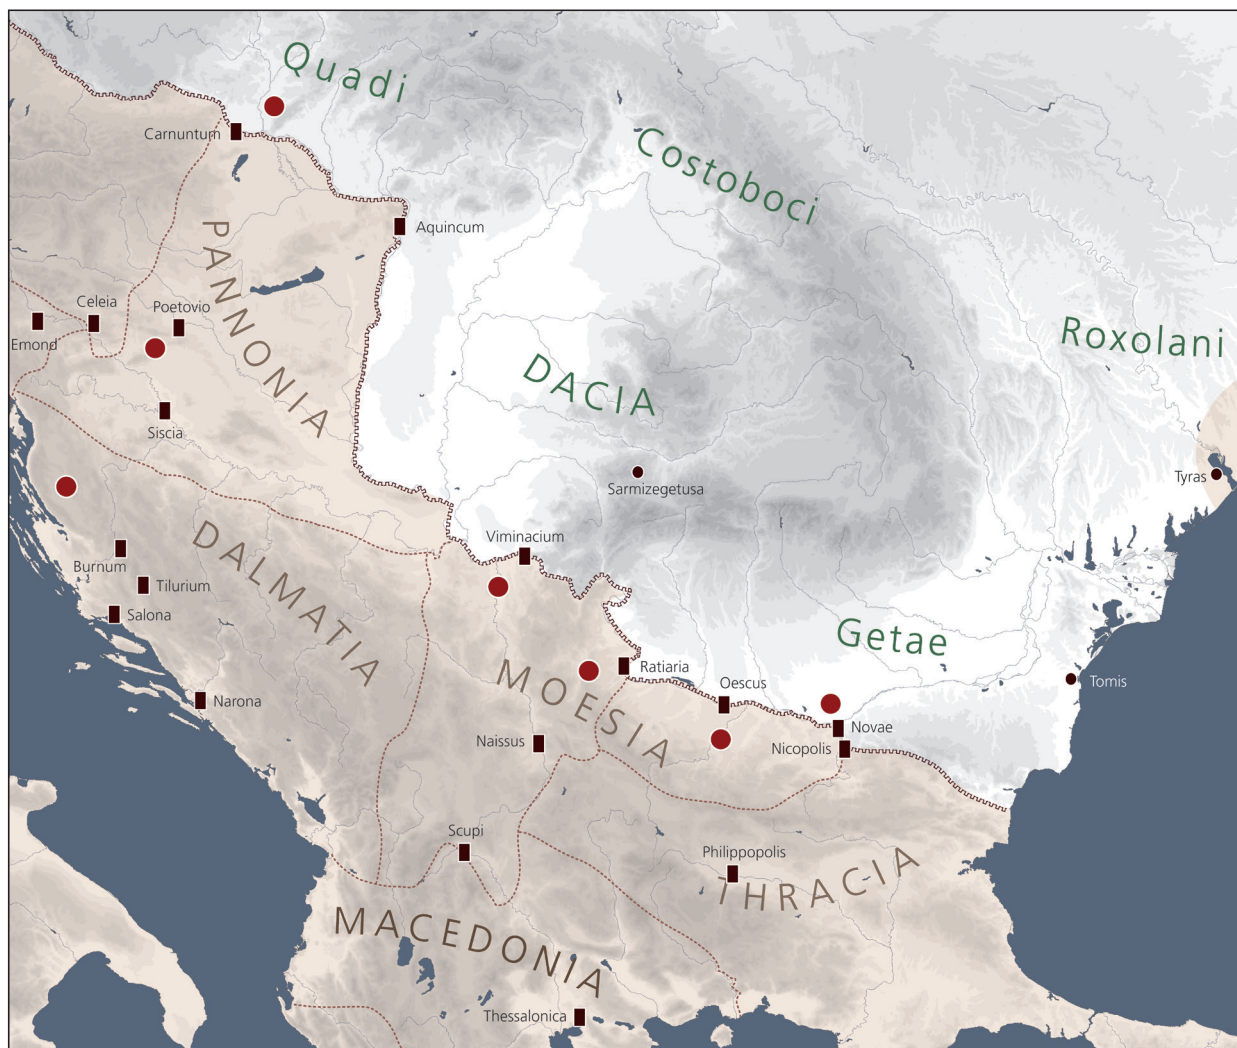 Quadi
Carnuntum
Costoboci
PANNONIA
Aquincum
Celeia
Poetovio
Emond
Roxolani
DACIA
Siscia
Tyras
Sarmizegetusa
DALMATIA
Viminacium
Burnum
Tilurium
Salona
Getae
MOESIA
Ratiaria
Oescus
Tomis
Narona
Novae
Naissus
Nicopolis
Scupi
Philippopolis
THRACIA
MACEDONIA
Thessalonica